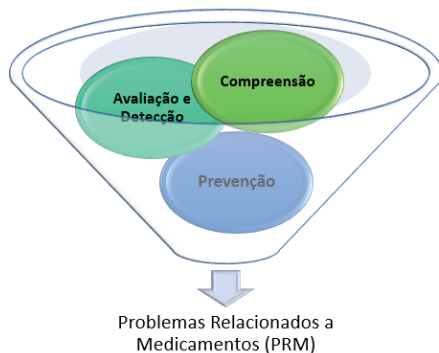 Compreensão
Avaliação e
Detecção
Prevenção
Problemas Relacionados a
Medicamentos (PRM)